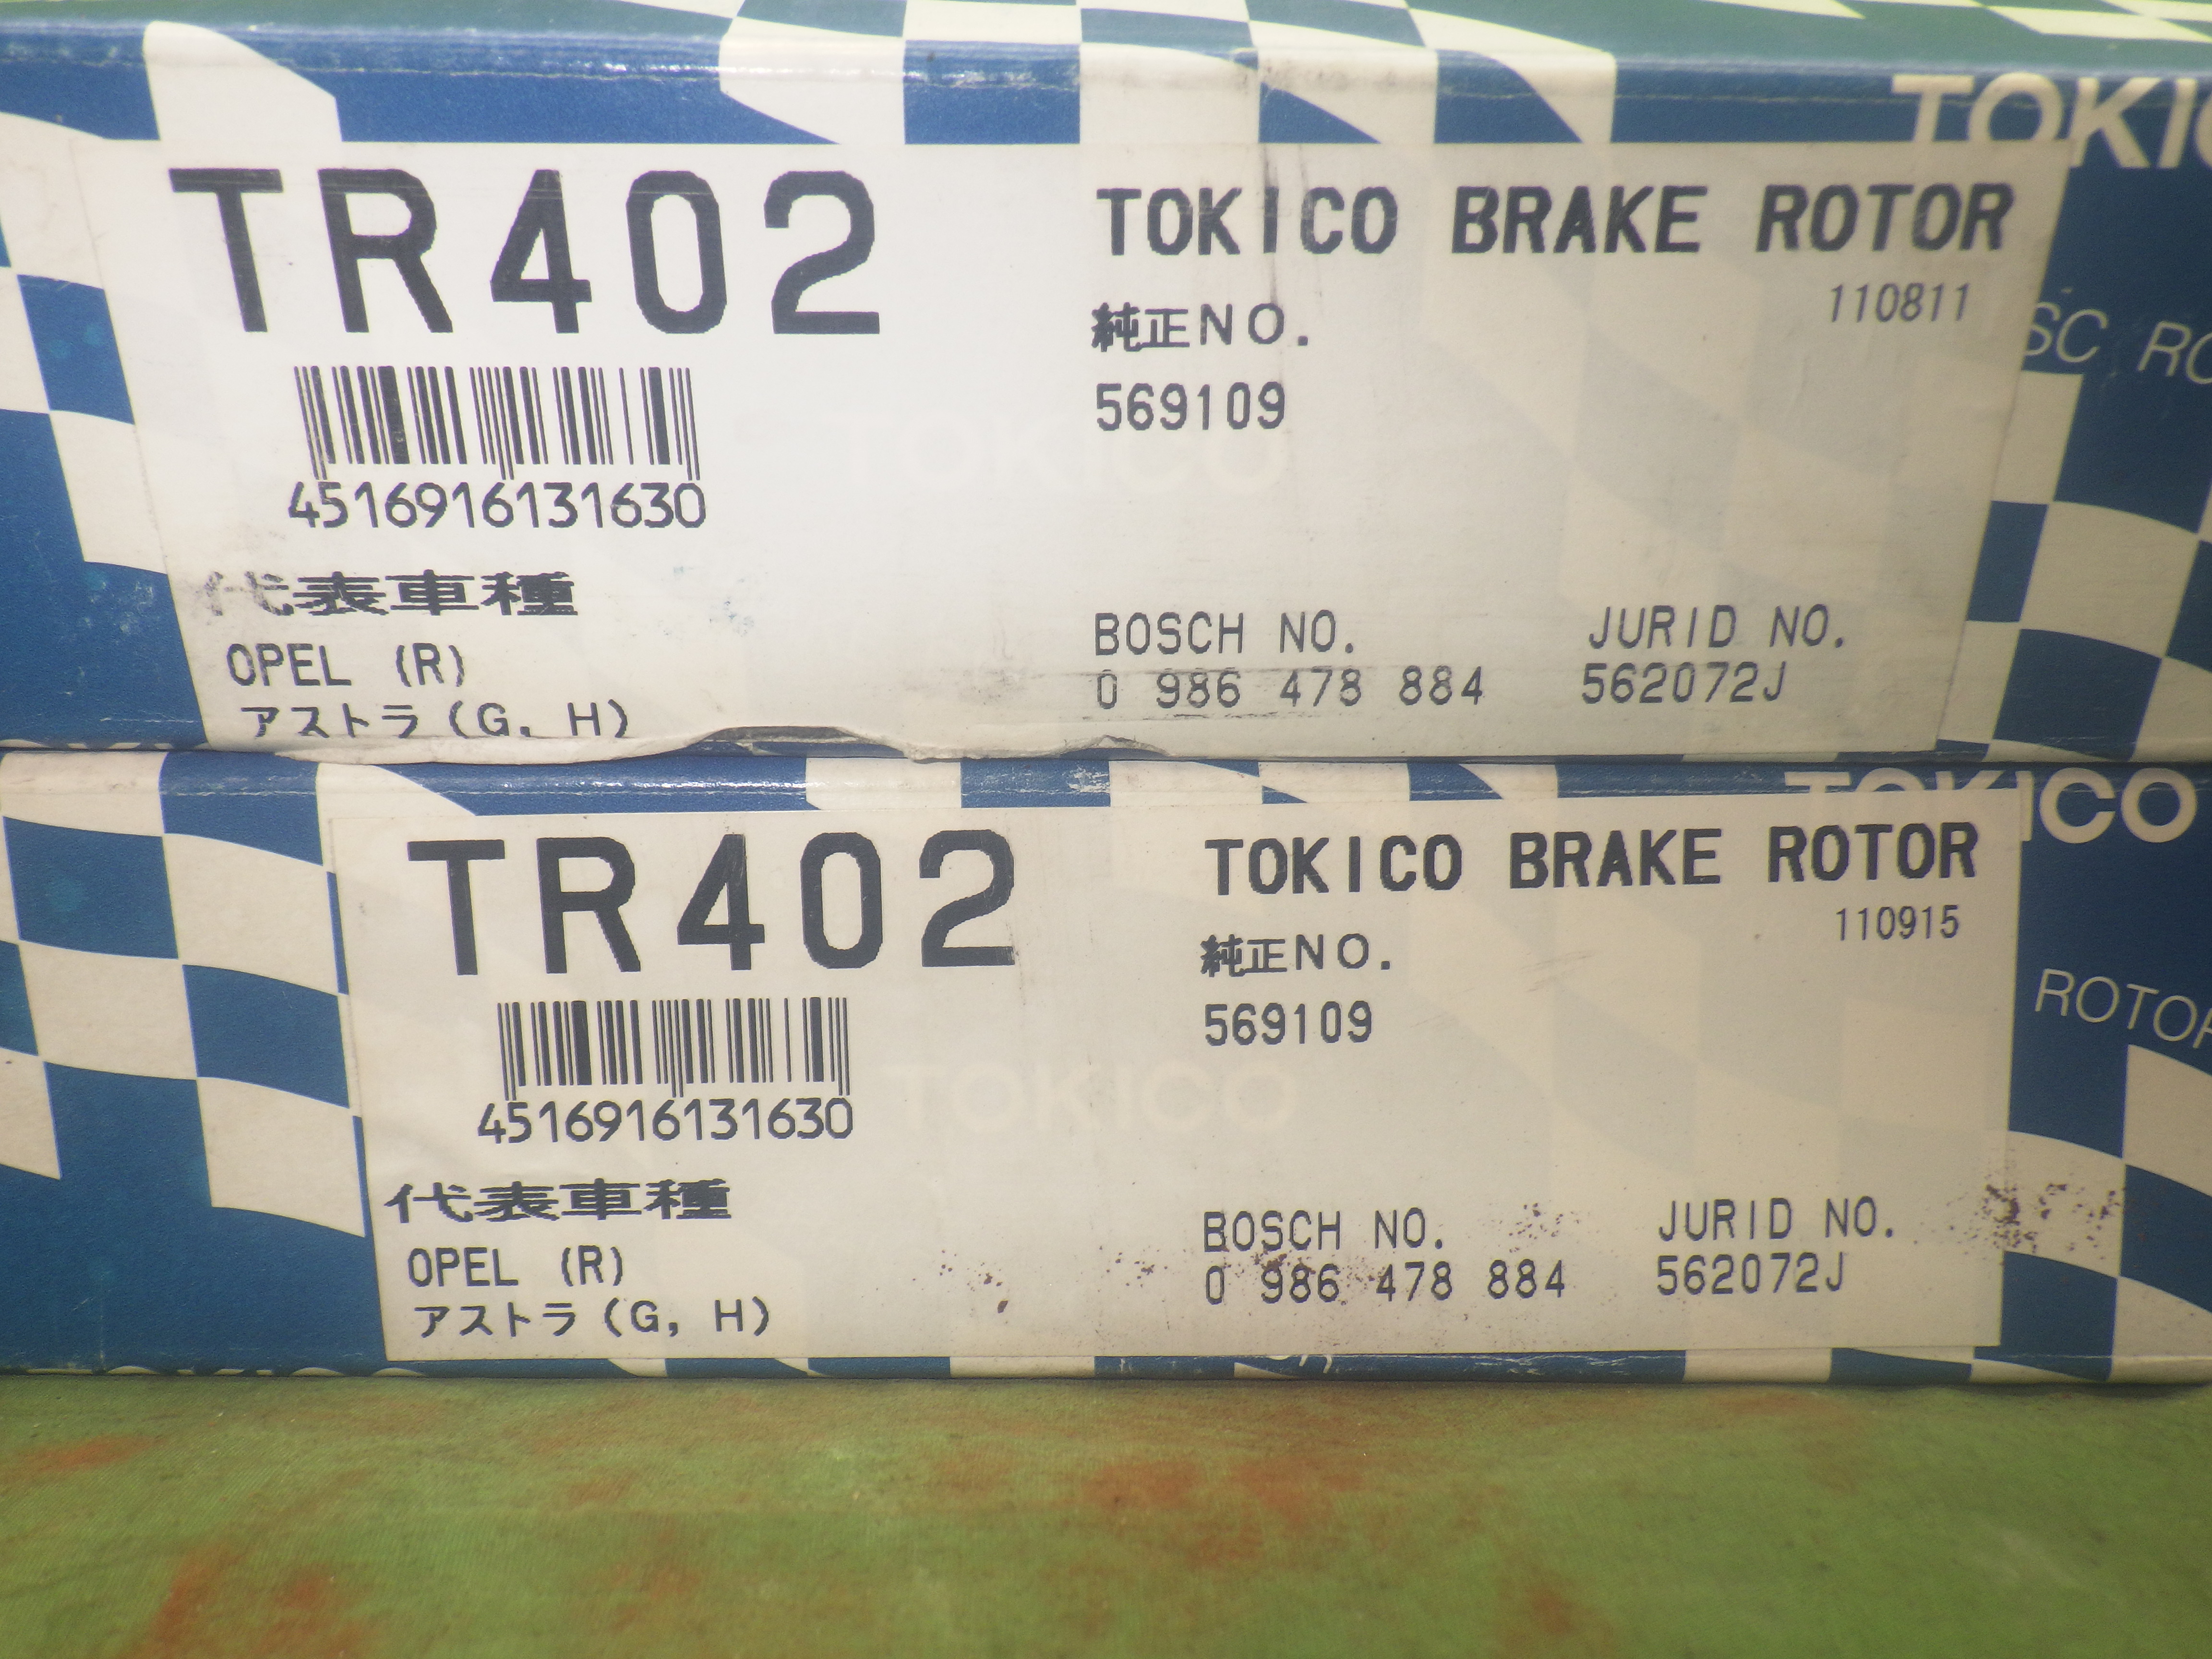 TOKIC
TR402
TOKICO BRAKE ROTOR
110811
純正NO.
569109
4516916131630
代表車種
OPEL (R)
アストラ(G, H)
BOSCH NO.
0 986 478 884
JURID NO.
562072J
TOKICO
TOKICO
TR402
TOKICO BRAKE ROTOR
110915
純正NO.
569109
ROTOR
4516916131630
TOKICO
代表車種
OPEL (R)
アストラ(G, H)
BOSCH NO.
0 986 478 884
JURID NO.
562072J